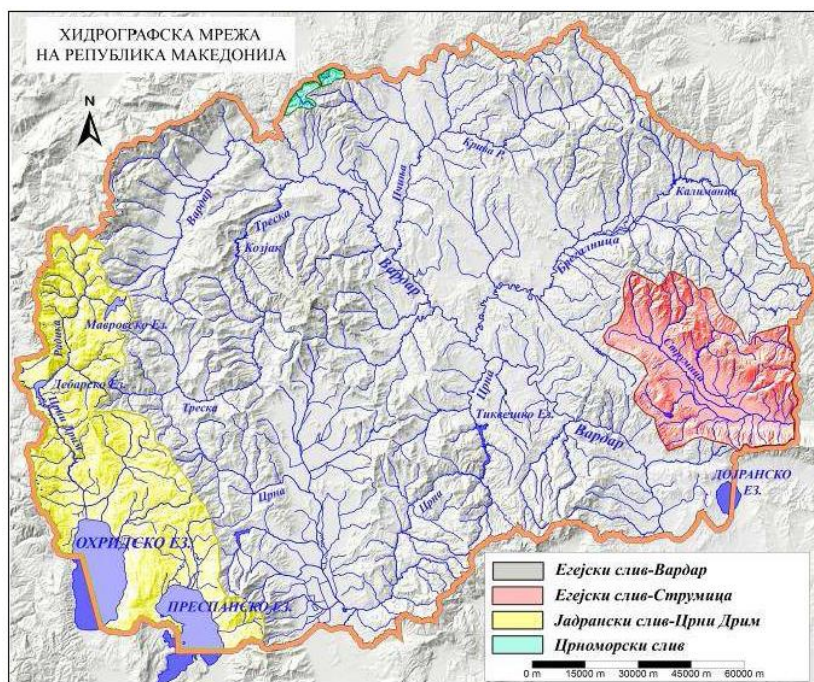 ХИДРОГРАФСКА МРЕЖА
НА РЕПУБЛИКА МАКЕДОНИЈА
N
Вардар
Треска
Козјак
Пчиња
Крива Р.
Калиманци
Вардар
Брегалница
Мавровско Ез.
Радика
Струмица
Дебарско Ез.
Црни Дрим
Треска
Црна
Тиквешко Ез.
Вардар
Црна
Црна
ДОЈРАНСКО
ЕЗ.
ОХРИДСКО ЕЗ.
ПРЕСПАНСКО ЕЗ.
Егејски слив-Вардар
Егејски слив-Струмица
Јадрански слив-Црни Дрим
Црноморски слив
0 m 15000 m 30000 m 45000 m 60000 m